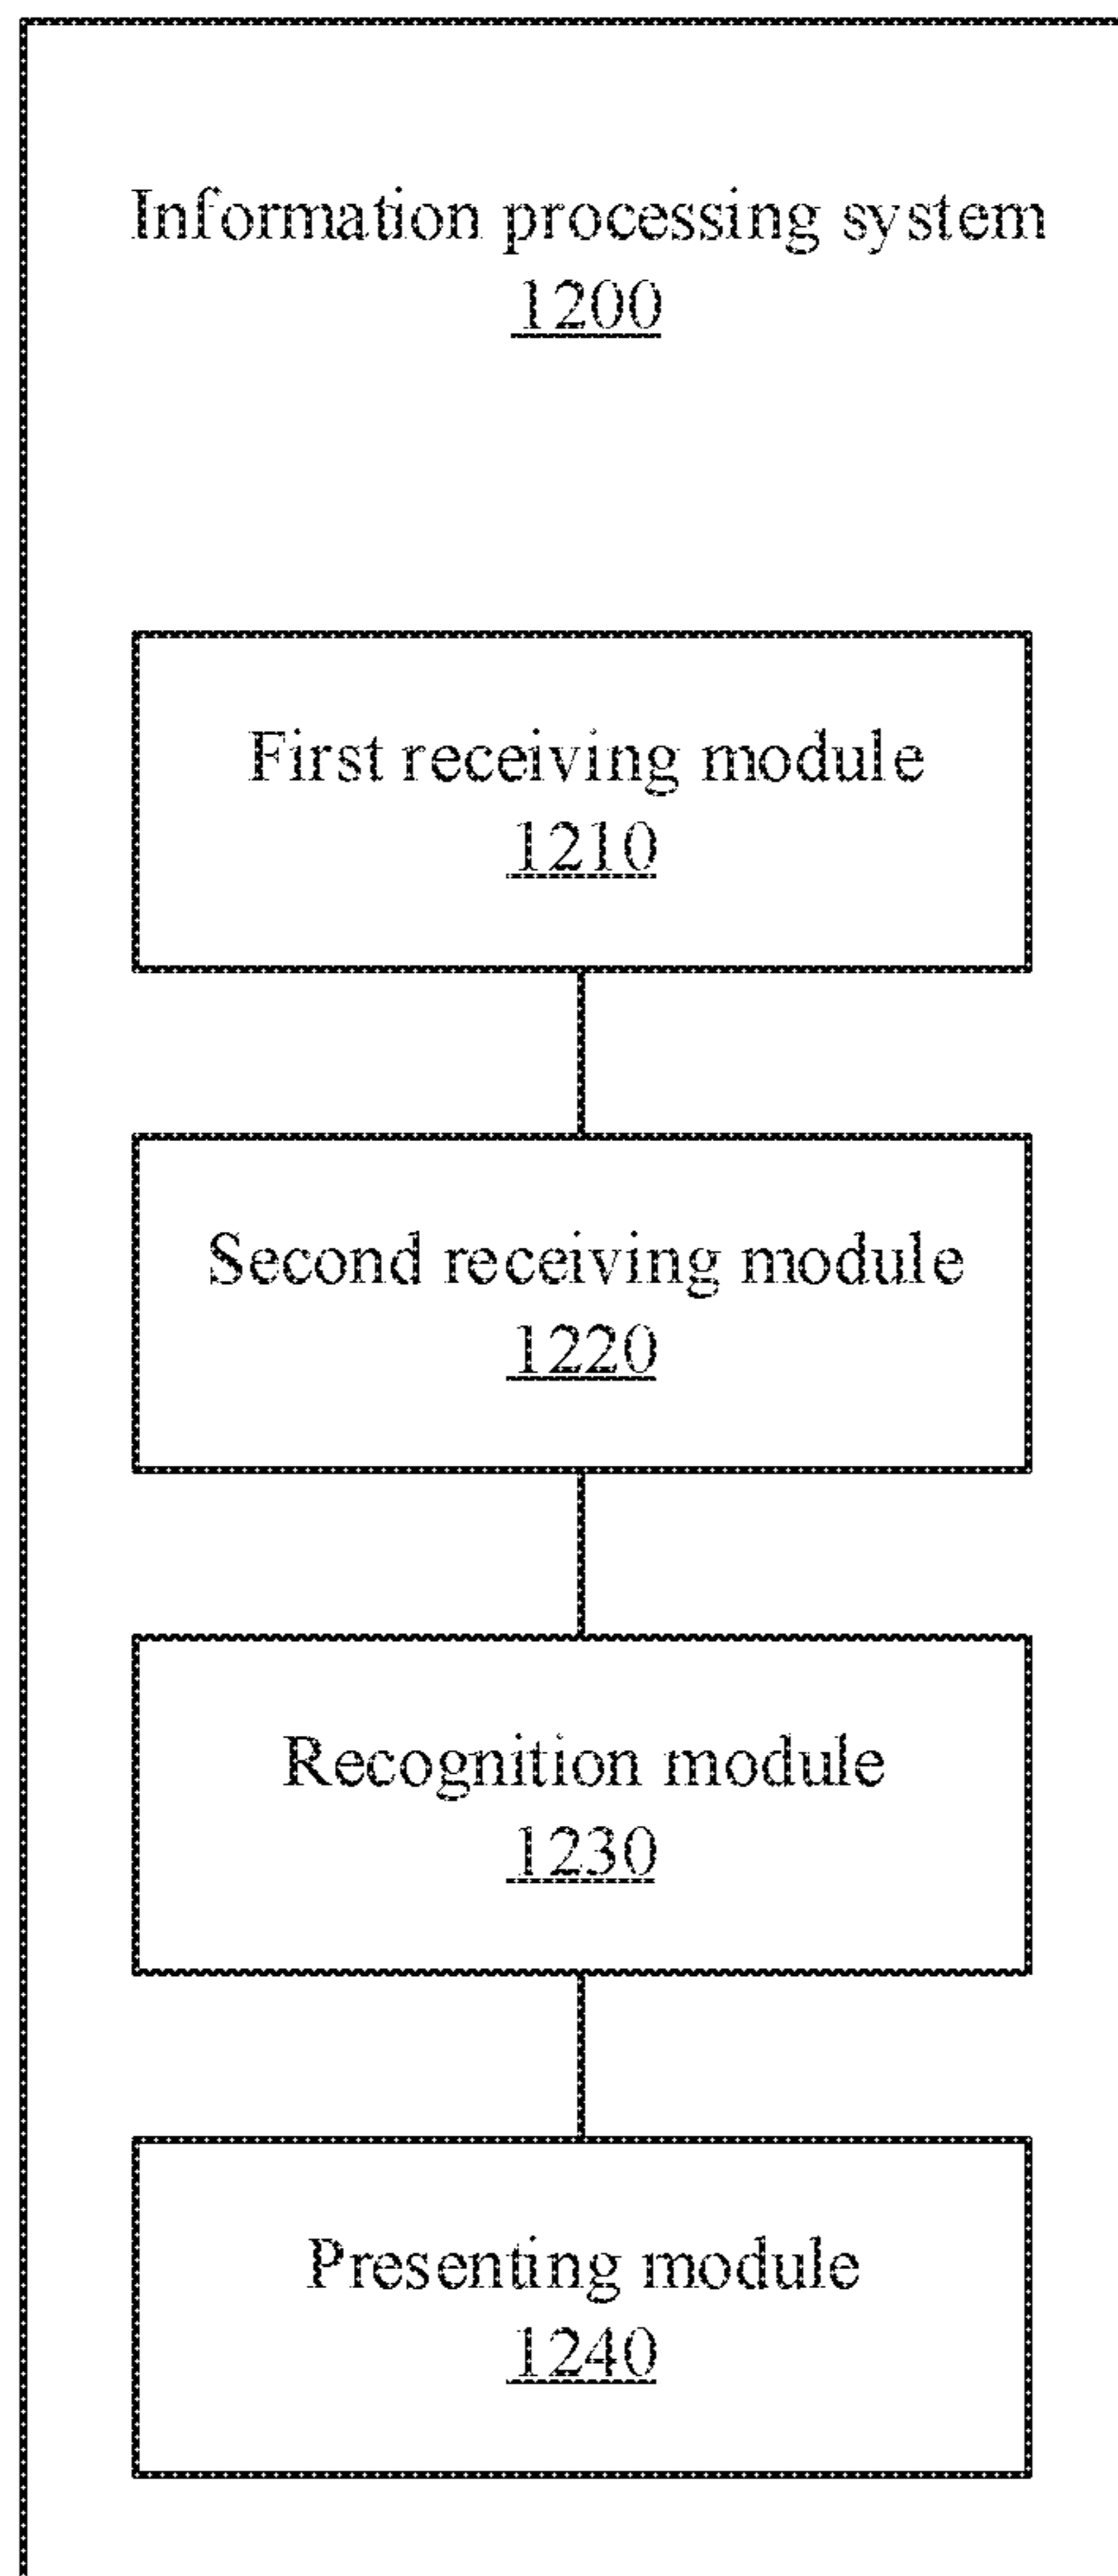 Information processing system
1200
First receiving module
1210
Second receiving module
1220
Recognition module
1230
Presenting module
1240